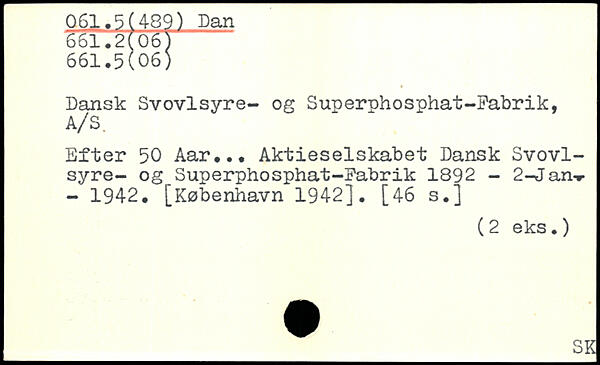 061.5(489) Dan
661.2(06)
661.5(06)
Dansk Svovlsyre- og Superphosphat-Fabrik,
A/S
Efter 50 Aar... Aktieselskabet Dansk Svovl-
syre- og Superphosphat-Fabrik 1892 - 2-Jan.
- 1942. [København 1942]. [46 s.]
(2 eks.)
SK